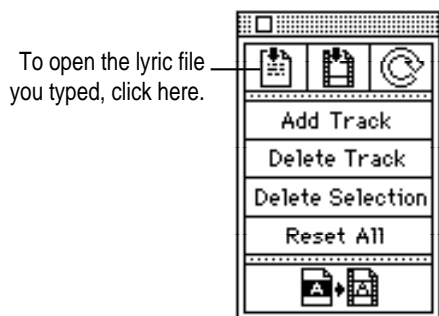 To open the lyric file
you typed, click here.
Add Track
Delete Track
Delete Selection
Reset All
A
A